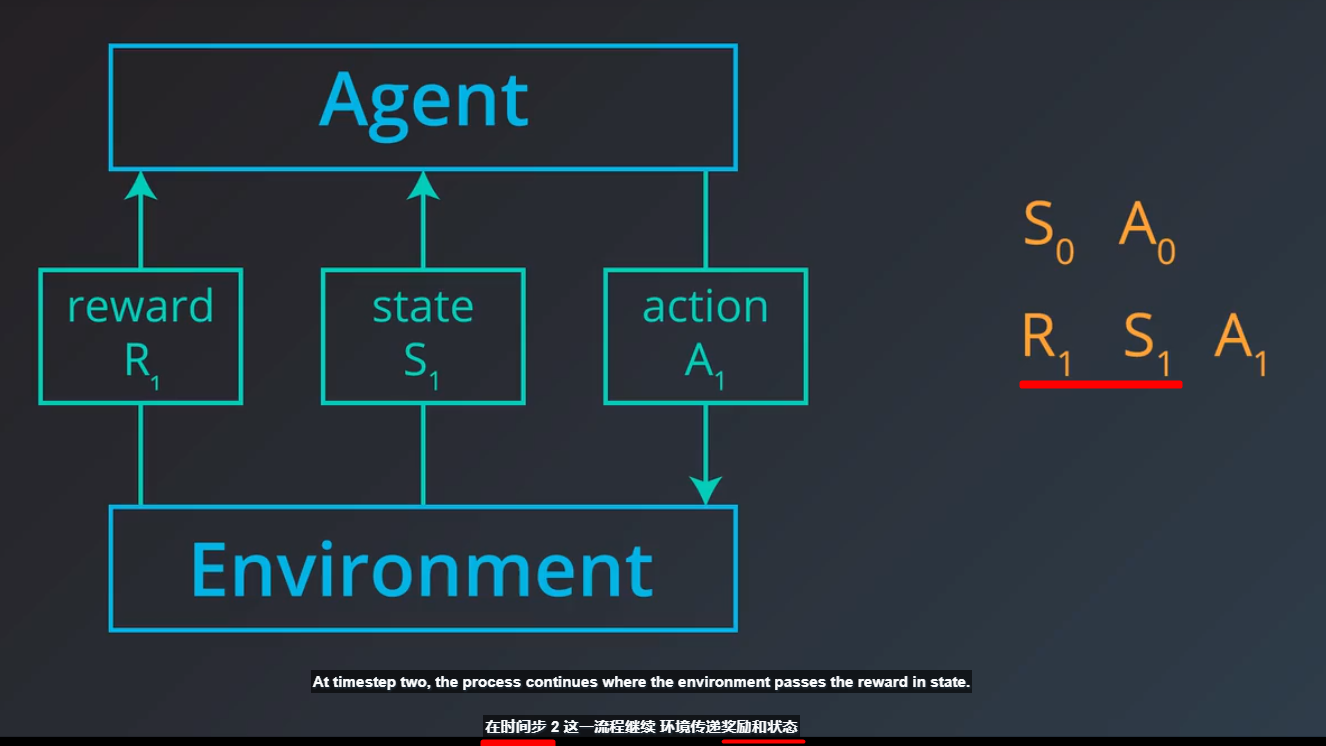 Agent
reward
R₁
state
S₁
action
A₁
Environment
S₀ A₀
R₁ S₁ A₁
At timestep two, the process continues where the environment passes the reward in state.
在时间步 2 这一流程继续 环境传递奖励和状态